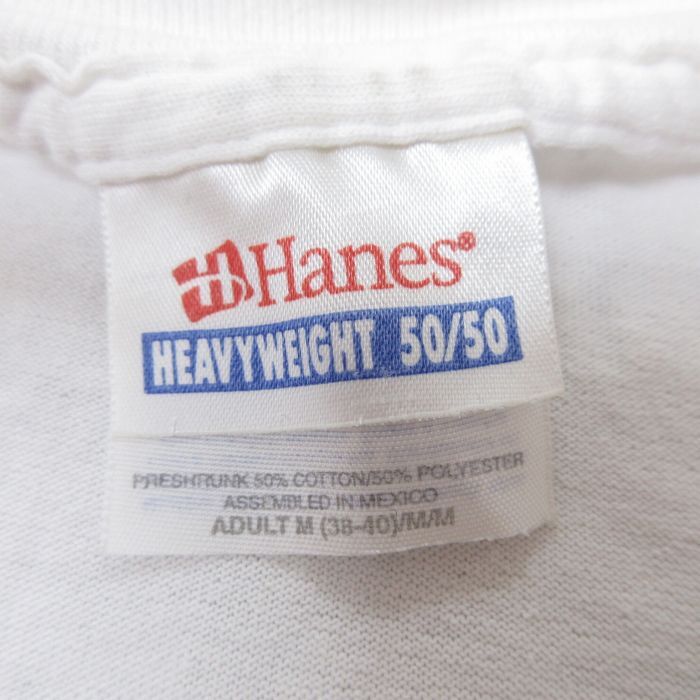 Hanes®
HEAVYWEIGHT 50/50
PRESHRUNK 50% COTTON/50% POLYESTER
ASSEMBLED IN MEXICO
ADULT M (38-40)/M/M